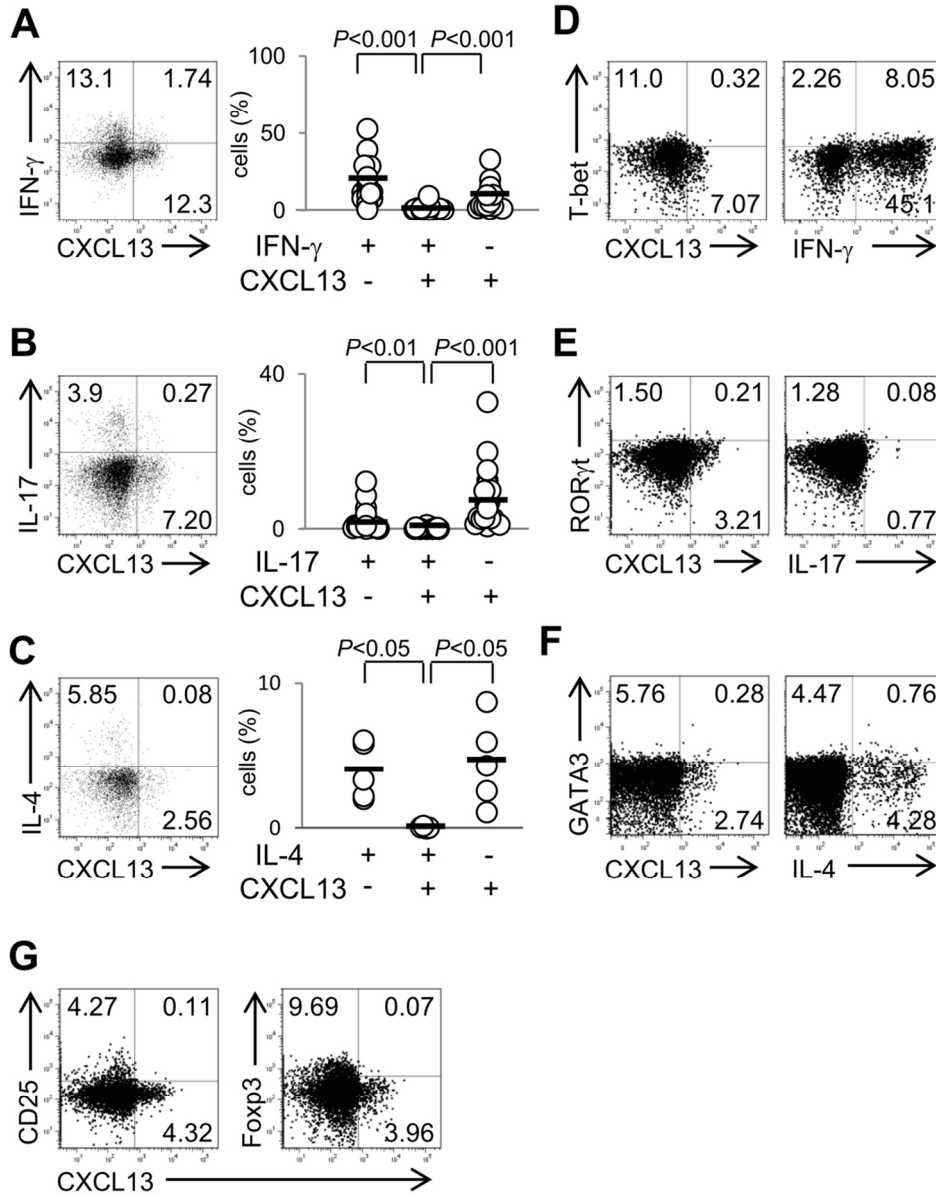 A
IFN-γ
13.1 1.74
12.3
CXCL13
cells (%)
100
50
0
P<0.001 P<0.001
IFN-γ + + -
CXCL13 - + +
D
T-bet
11.0 0.32
7.07
CXCL13
2.26 8.05
45.1
IFN-γ
B
IL-17
3.9 0.27
7.20
CXCL13
cells (%)
40
0
P<0.01 P<0.001
IL-17 + + -
CXCL13 - + +
E
RORγt
1.50 0.21
3.21
CXCL13
1.28 0.08
0.77
IL-17
C
IL-4
5.85 0.08
2.56
CXCL13
cells (%)
10
0
P<0.05 P<0.05
IL-4 + + -
CXCL13 - + +
F
GATA3
5.76 0.28
2.74
CXCL13
4.47 0.76
4.28
IL-4
G
CD25
4.27 0.11
4.32
Foxp3
9.69 0.07
3.96
CXCL13